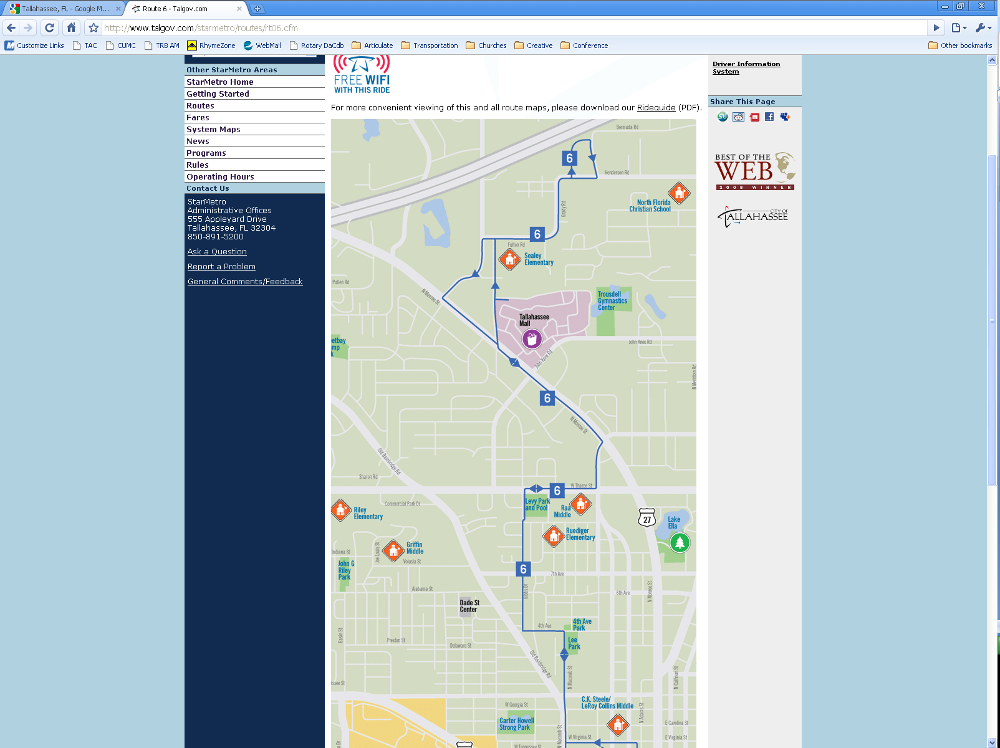 Tallahassee, FL - Google M...
Route 6 - Talgov.com
http://www.talgov.com/starmetro/routes/rt06.cfm
Customize Links
TAC
CUMC
TRB AM
RhymeZone
WebMail
Rotary DaCdb
Articulate
Transportation
Churches
Creative
Conference
Other bookmarks
Other StarMetro Areas
StarMetro Home
Getting Started
Routes
Fares
System Maps
News
Programs
Rules
Operating Hours
Contact Us
StarMetro
Administrative Offices
555 Appleyard Drive
Tallahassee, FL 32304
850-891-5200
Ask a Question
Report a Problem
General Comments/Feedback
FREE WIFI
WITH THIS RIDE
For more convenient viewing of this and all route maps, please download our Rideguide (PDF).
Bermuda Rd
6
Henderson Rd
North Florida
Christian School
Grady Rd
6
Fulton Rd
Sealey
Elementary
Pullen Rd
N Monroe St
Trousdell
Gymnastics
Center
Tallahassee
Mall
etbay
mp
k
John Knox Rd
John Knox Rd
N Meridian Rd
6
N Monroe St
Old Bainbridge Rd
Sharon Rd
W Tharpe St
6
Commercial Park Dr
Levy Park
and Pool
Raa
Middle
Riley
Elementary
27
Lake
Ella
Ruediger
Elementary
Griffin
Middle
Indiana St
Joe Louis St
Volusia St
John G
Riley
Park
6
7th Ave
Alabama St
Gibbs Dr
6th Ave
N Monroe St
Dade St
Center
4th Ave
4th Ave
Park
Basin St
Preston St
Delaware St
Lee
Park
Old Bainbridge Rd
N Macomb St
N Calhoun St
essee St
C.K. Steele/
LeRoy Collins Middle
W Georgia St
N Adams St
Carter Howell
Strong Park
E Carolina St
W Virginia St
E Virginia St
N Macomb St
W Tennessee St
Driver Information
System
Share This Page
BEST OF THE
WEB
2008 WINNER
CITY OF
TALLAHASSEE